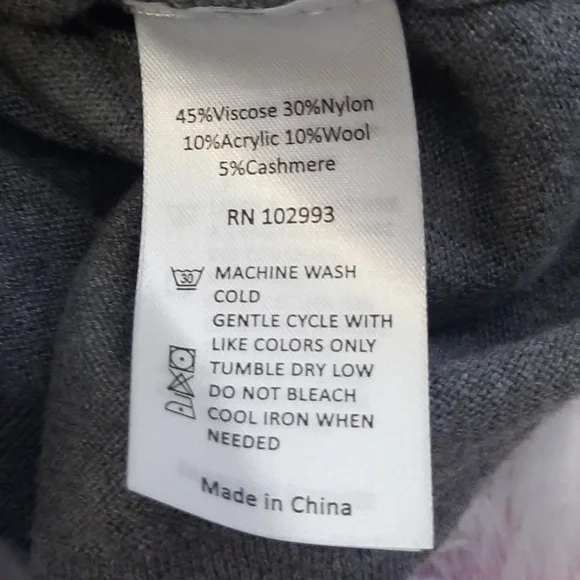 45%Viscose 30%Nylon
10%Acrylic 10%Wool
5%Cashmere
RN 102993
30
MACHINE WASH
COLD
GENTLE CYCLE WITH
LIKE COLORS ONLY
TUMBLE DRY LOW
DO NOT BLEACH
COOL IRON WHEN
NEEDED
Made in China